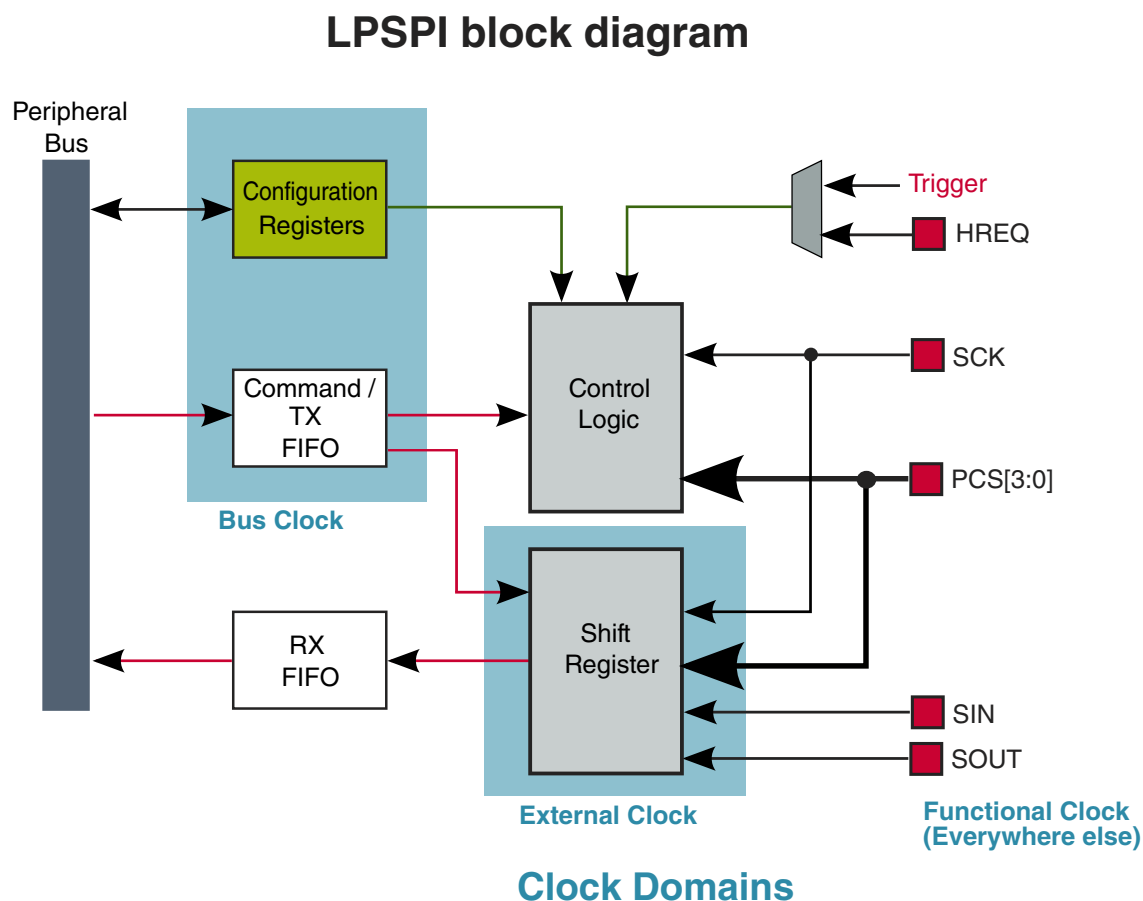 LPSPI block diagram
Peripheral
Bus
Configuration
Registers
Trigger
HREQ
SCK
Command /
TX
FIFO
Control
Logic
PCS[3:0]
Bus Clock
RX
FIFO
Shift
Register
SIN
SOUT
External Clock
Functional Clock
(Everywhere else)
Clock Domains